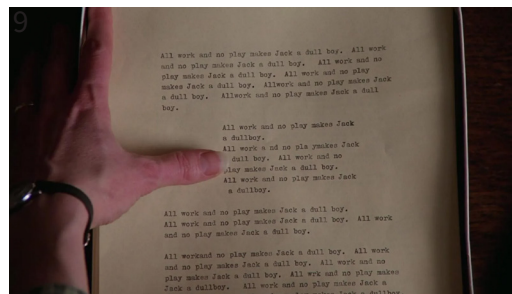 9
All work and no play makes Jack a dull boy.  All work
and no play makes Jack a dull boy.  All work and no
play makes Jack a dull boy.  All work and no play
makes Jack a dull boy.  Allwork and no play makes Jack
a dull boy.  Allwork and no play makes Jack a dull
boy.
All work and no play makes Jack
a dullboy.
All work a nd no pla ymakes Jack
dull boy.  All work and no
play makes Jack a dull boy.
All work and no play makes Jack
a dullboy.
All work and no play makes Jack a dull boy.
All work and no play makes Jack a dull boy.  All work
and no play makes Jack a dull boy.
All workand no play makes Jack a dull boy.  All work
and no play makes Jack a dull boy.  All work and no
play makes Jack a dull boy.  All wrk and no play makes
Jack a dullboy.  All work and no play makes Jack a